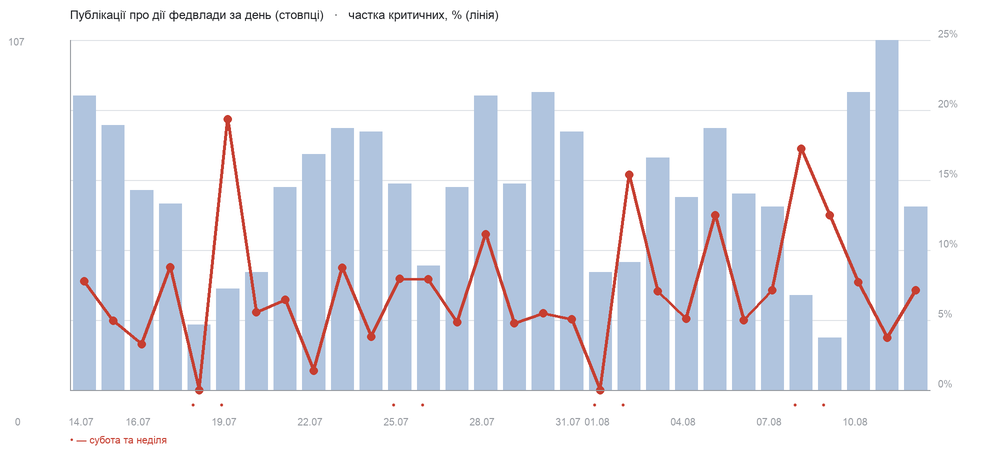 Публікації про дії федвлади за день (стовпці) · частка критичних, % (лінія)
107
25%
20%
15%
10%
5%
0%
0 14.07 16.07 19.07 22.07 25.07 28.07 31.07 01.08 04.08 07.08 10.08
• — субота та неділя